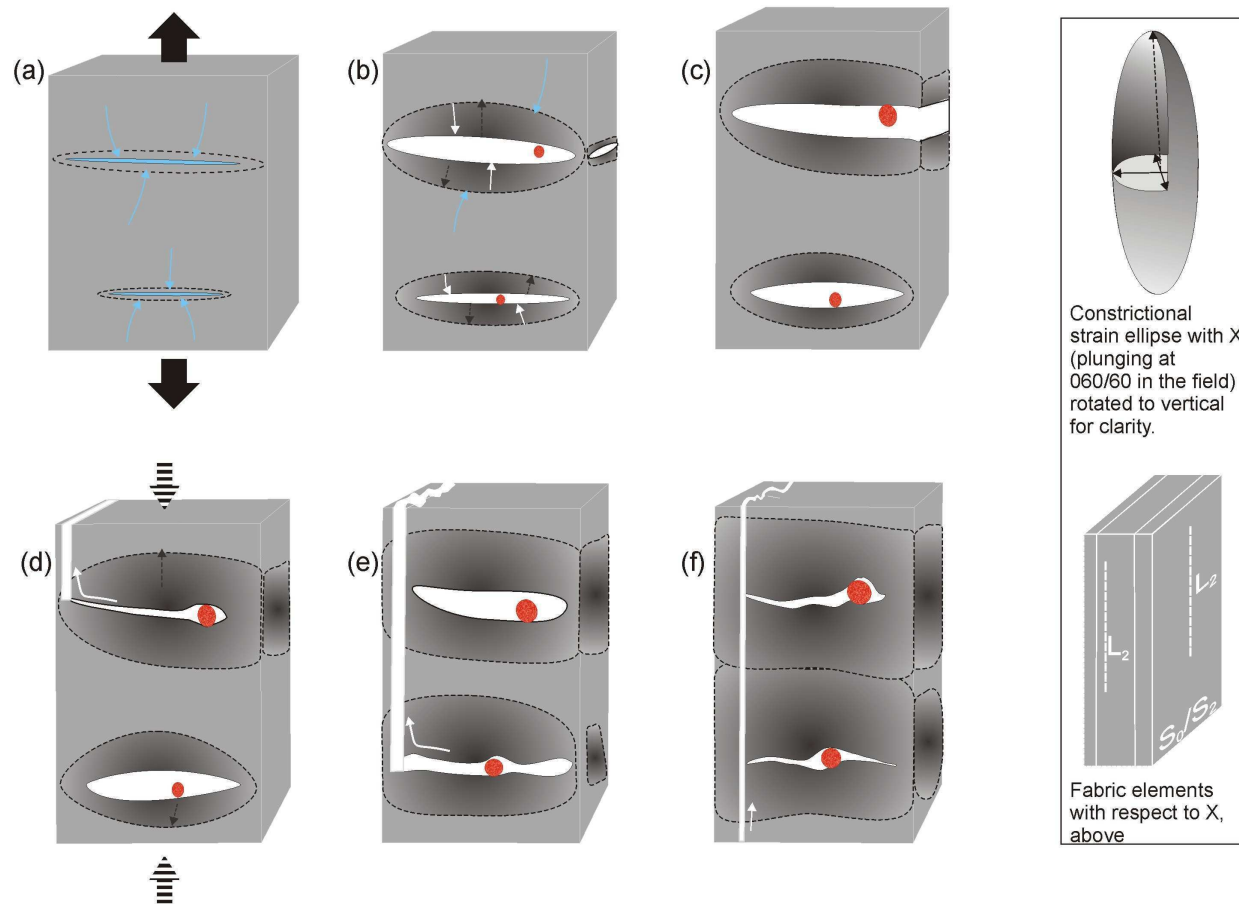 (a)
(b)
(c)
(d)
(e)
(f)
Constrictional
strain ellipse with X
(plunging at
060/60 in the field)
rotated to vertical
for clarity.
L₂
L₂
S₀/S₂
Fabric elements
with respect to X,
above